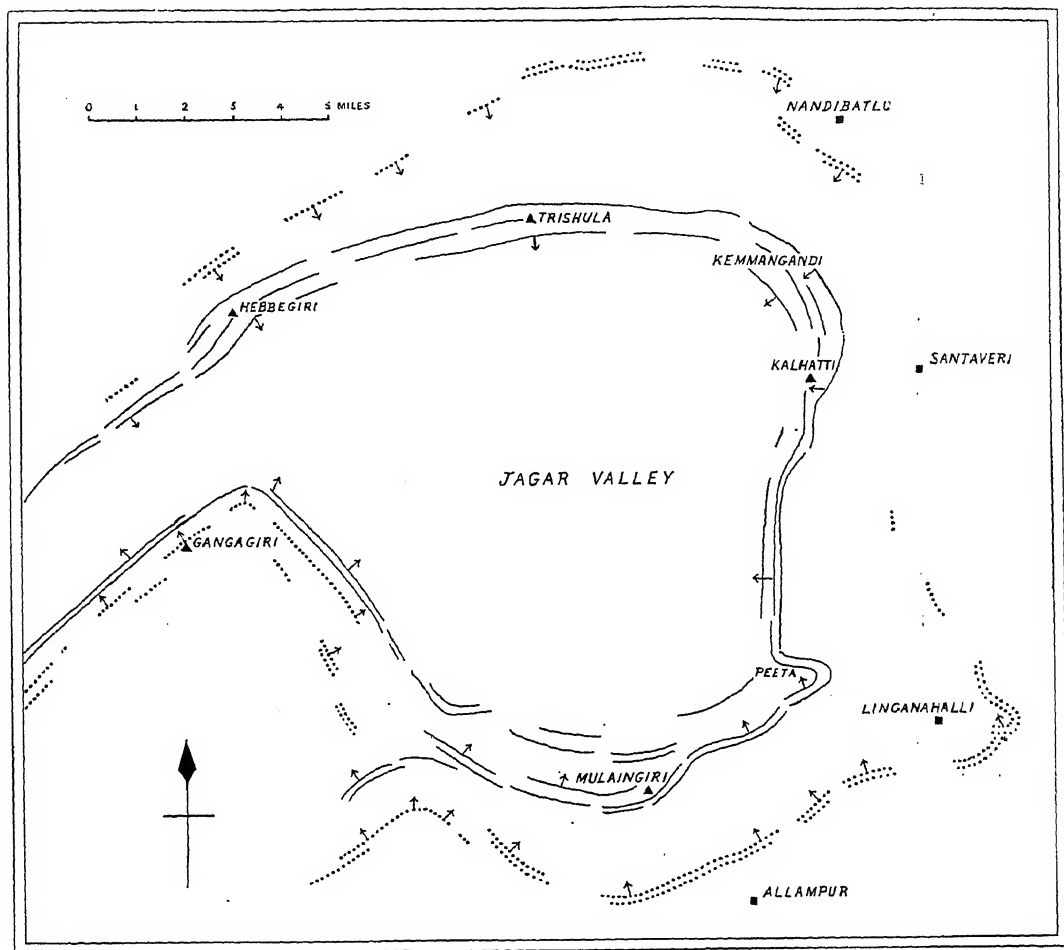 0 1 2 3 4 5 MILES
NANDIBATLU
TRISHULA
KEMMANGANDI
HEBBEGIRI
KALHATTI
SANTAVERI
JAGAR VALLEY
GANGAGIRI
PEETA
LINGANAHALLI
MULAINGIRI
ALLAMPUR